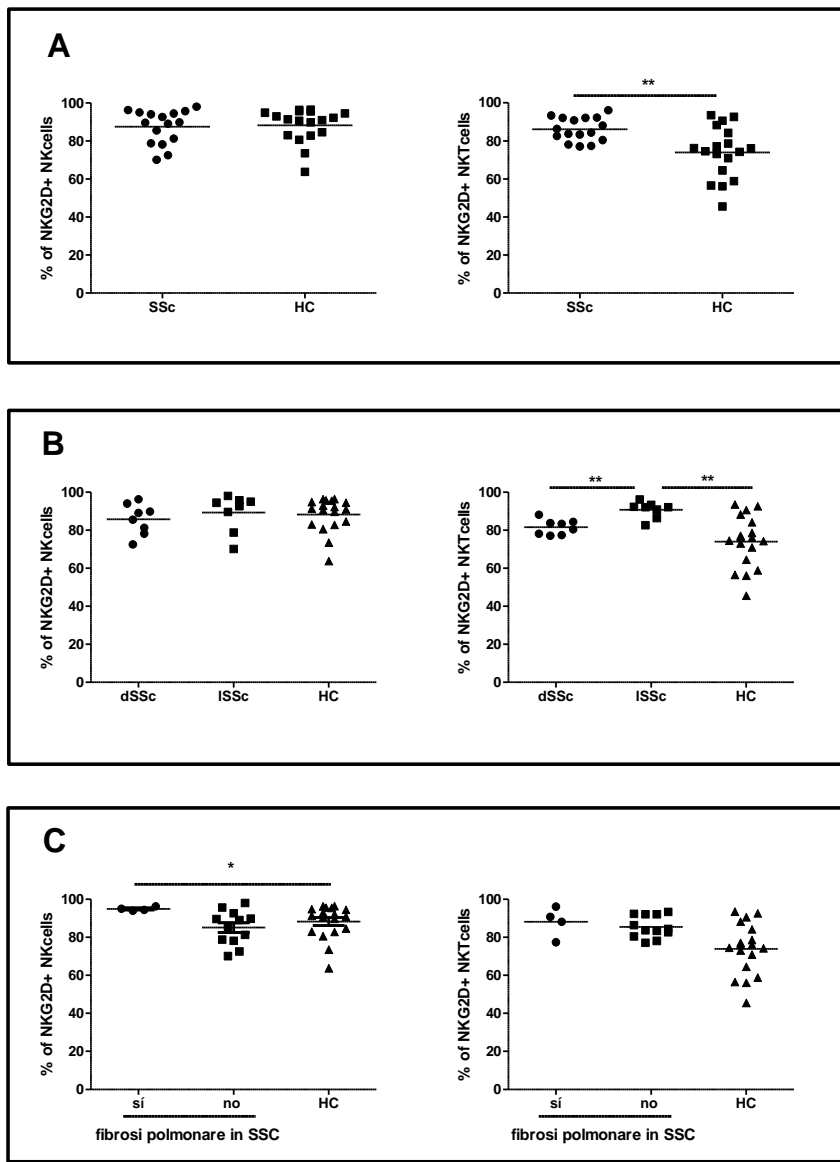 A
% of NKG2D+ NKcells
100
80
60
40
20
0
SSc
HC
% of NKG2D+ NKTcells
100
80
60
40
20
0
**
SSc
HC
B
% of NKG2D+ NKcells
100
80
60
40
20
0
dSSc
lSSc
HC
% of NKG2D+ NKTcells
100
80
60
40
20
0
**
**
dSSc
lSSc
HC
C
% of NKG2D+ NKcells
100
80
60
40
20
0
*
sí
no
HC
fibrosi polmonare in SSC
% of NKG2D+ NKTcells
100
80
60
40
20
0
sí
no
HC
fibrosi polmonare in SSC